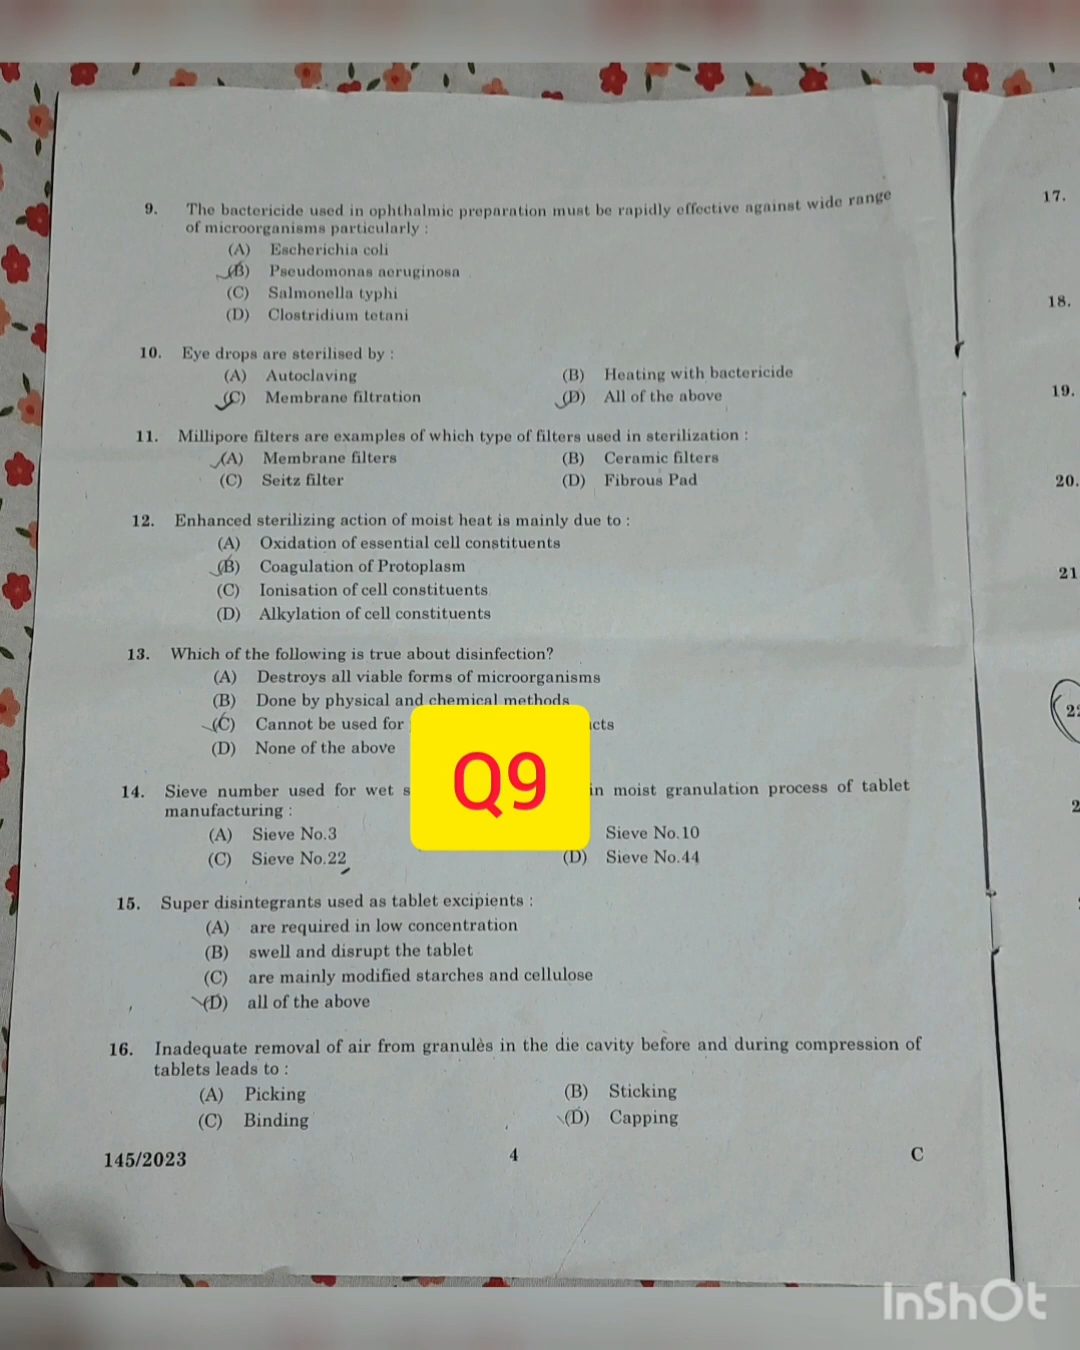 9. The bactericide used in ophthalmic preparation must be rapidly effective against wide range
of microorganisms particularly :
(A) Escherichia coli
(B) Pseudomonas aeruginosa
(C) Salmonella typhi
(D) Clostridium tetani
10. Eye drops are sterilised by :
(A) Autoclaving (B) Heating with bactericide
(C) Membrane filtration (D) All of the above
11. Millipore filters are examples of which type of filters used in sterilization :
(A) Membrane filters (B) Ceramic filters
(C) Seitz filter (D) Fibrous Pad
12. Enhanced sterilizing action of moist heat is mainly due to :
(A) Oxidation of essential cell constituents
(B) Coagulation of Protoplasm
(C) Ionisation of cell constituents
(D) Alkylation of cell constituents
13. Which of the following is true about disinfection?
(A) Destroys all viable forms of microorganisms
(B) Done by physical and chemical methods
(C) Cannot be used for
(D) None of the above
Q9
14. Sieve number used for wet in moist granulation process of tablet
manufacturing :
(A) Sieve No.3 Sieve No.10
(C) Sieve No.22 (D) Sieve No.44
15. Super disintegrants used as tablet excipients :
(A) are required in low concentration
(B) swell and disrupt the tablet
(C) are mainly modified starches and cellulose
(D) all of the above
16. Inadequate removal of air from granules in the die cavity before and during compression of
tablets leads to :
(A) Picking (B) Sticking
(C) Binding (D) Capping
145/2023 4 C
17.
18.
19.
20.
21
InShOt